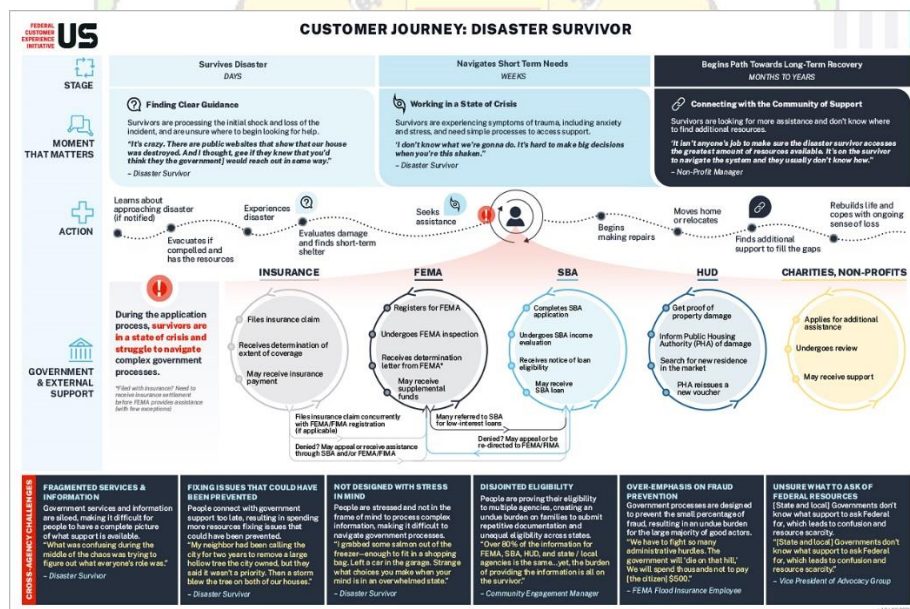 FEDERAL
CUSTOMER
EXPERIENCE
INITIATIVE
US
CUSTOMER JOURNEY: DISASTER SURVIVOR
STAGE
Survives Disaster
DAYS
Navigates Short Term Needs
WEEKS
Begins Path Towards Long-Term Recovery
MONTHS TO YEARS
MOMENT
THAT MATTERS
Finding Clear Guidance
Survivors are processing the initial shock and loss of the
incident, and are unsure where to begin looking for help.
"It's crazy. There are public websites that show that our house
was destroyed. And I thought, gee if they knew that you'd
think they the government] would reach out in some way."
– Disaster Survivor
Working in a State of Crisis
Survivors are experiencing symptoms of trauma, including anxiety
and stress, and need simple processes to access support.
'I don't know what we're gonna do. It's hard to make big decisions
when you're this shaken."
– Disaster Survivor
Connecting with the Community of Support
Survivors are looking for more assistance and don't know where
to find additional resources.
'It isn't anyone's job to make sure the disaster survivor accesses
the greatest amount of resources available. It's on the survivor
to navigate the system and they usually don't know how."
– Non-Profit Manager
ACTION
Learns about
approaching disaster
(if notified)
Evacuates if
compelled and
has the resources
Experiences
disaster
Evaluates damage
and finds short-term
shelter
Seeks
assistance
Begins
making repairs
Moves home
or relocates
Finds additional
support to fill the gaps
Rebuilds life and
copes with ongoing
sense of loss
GOVERNMENT
& EXTERNAL
SUPPORT
During the application
process, survivors are
in a state of crisis and
struggle to navigate
complex government
processes.
*Filed with insurance? Need to
receive insurance settlement
before FEMA provides assistance
(with few exceptions)
INSURANCE
Files insurance claim
Receives determination of
extent of coverage
May receive insurance
payment
FEMA
Registers for FEMA
Undergoes FEMA inspection
Receives determination
letter from FEMA*
May receive
supplemental
funds
SBA
Completes SBA
application
Undergoes SBA income
evaluation
Receives notice of loan
eligibility
May receive
SBA loan
HUD
Get proof of
property damage
Inform Public Housing
Authority (PHA) of damage
Search for new residence
in the market
PHA reissues a
new voucher
CHARITIES, NON-PROFITS
Applies for additional
assistance
Undergoes review
May receive support
Files insurance claim concurrently
with FEMA/FIMA registration
(if applicable)
Denied? May appeal or receive assistance
through SBA and/or FEMA/FIMA
Many referred to SBA
for low-interest loans
Denied? May appeal or be
re-directed to FEMA/FIMA
CROSS-AGENCY CHALLENGES
FRAGMENTED SERVICES &
INFORMATION
Government services and information
are siloed, making it difficult for
people to have a complete picture
of what support is available.
"What was confusing during the
middle of the chaos was trying to
figure out what everyone's role was."
– Disaster Survivor
FIXING ISSUES THAT COULD HAVE
BEEN PREVENTED
People connect with government
support too late, resulting in spending
more resources fixing issues that
could have been prevented.
"My neighbor had been calling the
city for two years to remove a large
hollow tree the city owned, but they
said it wasn't a priority. Then a storm
blew the tree on both of our houses."
– Disaster Survivor
NOT DESIGNED WITH STRESS
IN MIND
People are stressed and not in the
frame of mind to process complex
information, making it difficult to
navigate government processes.
"I grabbed some salmon out of the
freezer—enough to fit in a shopping
bag. Left a car in the garage. Strange
what choices you make when your
mind is in an overwhelmed state."
– Disaster Survivor
DISJOINTED ELIGIBILITY
People are proving their eligibility
to multiple agencies, creating an
undue burden on families to submit
repetitive documentation and
unequal eligibility across states.
"Over 80% of the information for
FEMA, SBA, HUD, and state / local
agencies is the same...yet, the burden
of providing the information is all on
the survivor."
– Community Engagement Manager
OVER-EMPHASIS ON FRAUD
PREVENTION
Government processes are designed
to prevent the small percentage of
fraud, resulting in an undue burden
for the large majority of good actors.
"We have to fight so many
administrative hurdles. The
government will 'die on that hill,'
We will spend thousands not to pay
[the citizen] $500."
– FEMA Flood Insurance Employee
UNSURE WHAT TO ASK OF
FEDERAL RESOURCES
[State and local] Governments don't
know what support to ask Federal
for, which leads to confusion and
resource scarcity.
"[State and local] Governments don't
know what support to ask Federal
for, which leads to confusion and
resource scarcity."
– Vice President of Advocacy Group